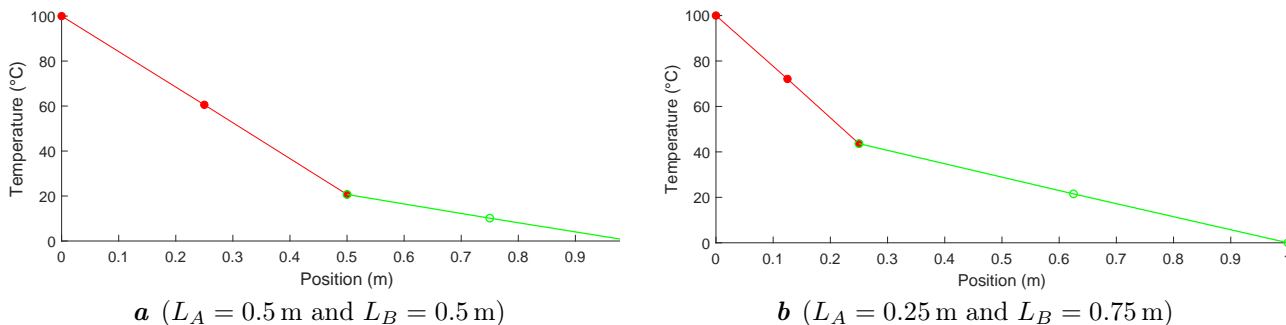 100
80
60
40
20
0
Temperature (°C)
0 0.1 0.2 0.3 0.4 0.5 0.6 0.7 0.8 0.9
Position (m)
a (L_A = 0.5 m and L_B = 0.5 m)
100
80
60
40
20
0
Temperature (°C)
0 0.1 0.2 0.3 0.4 0.5 0.6 0.7 0.8 0.9 1
Position (m)
b (L_A = 0.25 m and L_B = 0.75 m)